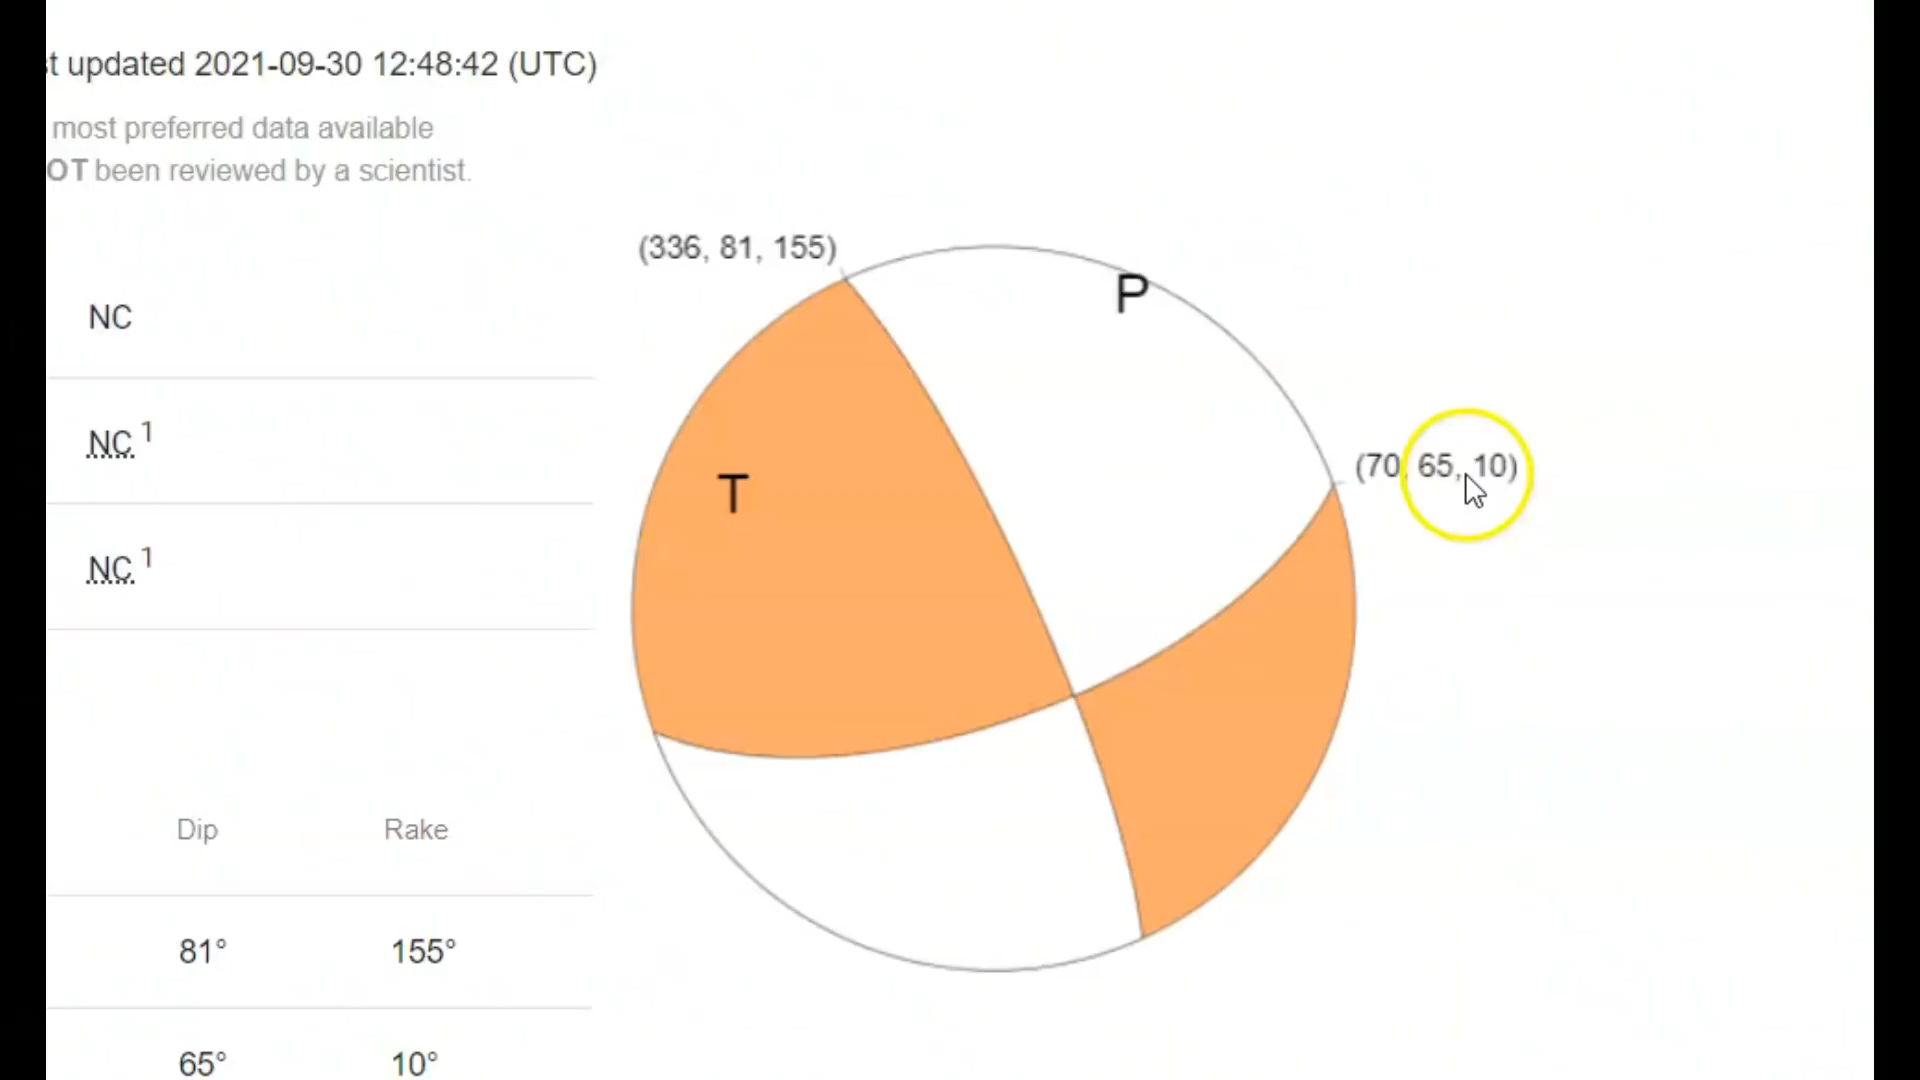 t updated 2021-09-30 12:48:42 (UTC)
most preferred data available
OT been reviewed by a scientist.
(336, 81, 155)
P
NC
(70, 65, 10)
NC 1
T
NC 1
Dip Rake
81° 155°
65° 10°